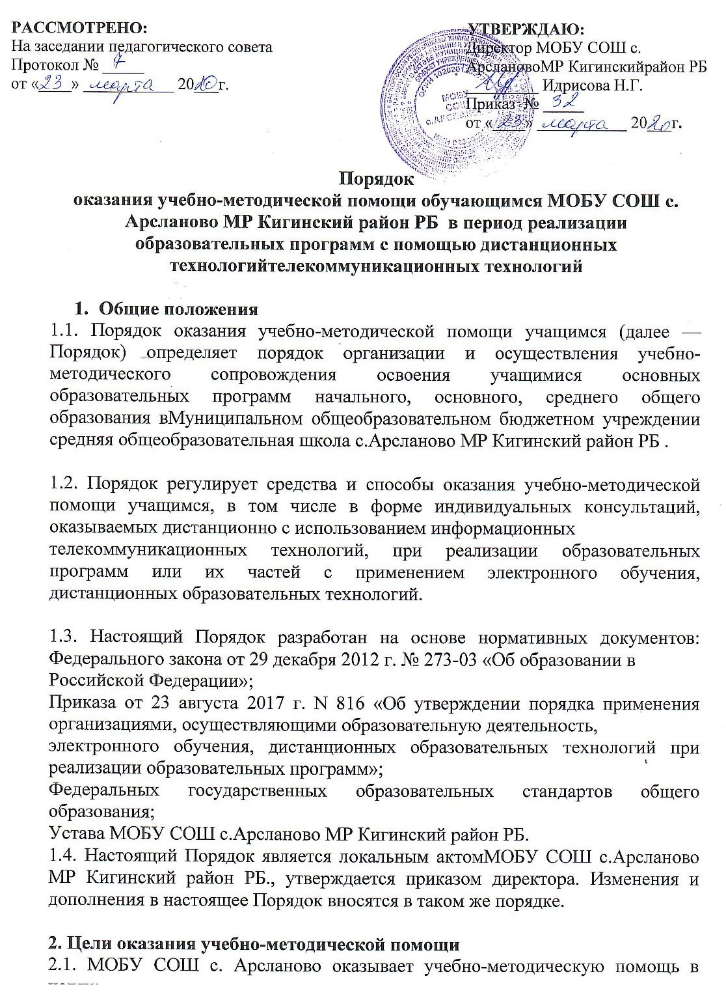 РАССМОТРЕНО:
На заседании педагогического совета
Протокол № 7
от «23» марта 2020г.
УТВЕРЖДАЮ:
Директор МОБУ СОШ с.
АрслановоМР Кигинскийрайон РБ
Идрисова Н.Г.
Приказ № 32
от «23» марта 2020г.
МОБУ
СОШ
с.АРСЛАНОВО
Порядок
оказания учебно-методической помощи обучающимся МОБУ СОШ с.
Арсланово МР Кигинский район РБ в период реализации
образовательных программ с помощью дистанционных
технологийтелекоммуникационных технологий
1. Общие положения
1.1. Порядок оказания учебно-методической помощи учащимся (далее —
Порядок) определяет порядок организации и осуществления учебно-
методического сопровождения освоения учащимися основных
образовательных программ начального, основного, среднего общего
образования вМуниципальном общеобразовательном бюджетном учреждении
средняя общеобразовательная школа с.Арсланово МР Кигинский район РБ .
1.2. Порядок регулирует средства и способы оказания учебно-методической
помощи учащимся, в том числе в форме индивидуальных консультаций,
оказываемых дистанционно с использованием информационных
телекоммуникационных технологий, при реализации образовательных
программ или их частей с применением электронного обучения,
дистанционных образовательных технологий.
1.3. Настоящий Порядок разработан на основе нормативных документов:
Федерального закона от 29 декабря 2012 г. № 273-03 «Об образовании в
Российской Федерации»;
Приказа от 23 августа 2017 г. N 816 «Об утверждении порядка применения
организациями, осуществляющими образовательную деятельность,
электронного обучения, дистанционных образовательных технологий при
реализации образовательных программ»;
Федеральных государственных образовательных стандартов общего
образования;
Устава МОБУ СОШ с.Арсланово МР Кигинский район РБ.
1.4. Настоящий Порядок является локальным актомМОБУ СОШ с.Арсланово
МР Кигинский район РБ., утверждается приказом директора. Изменения и
дополнения в настоящее Порядок вносятся в таком же порядке.
2. Цели оказания учебно-методической помощи
2.1. МОБУ СОШ с. Арсланово оказывает учебно-методическую помощь в